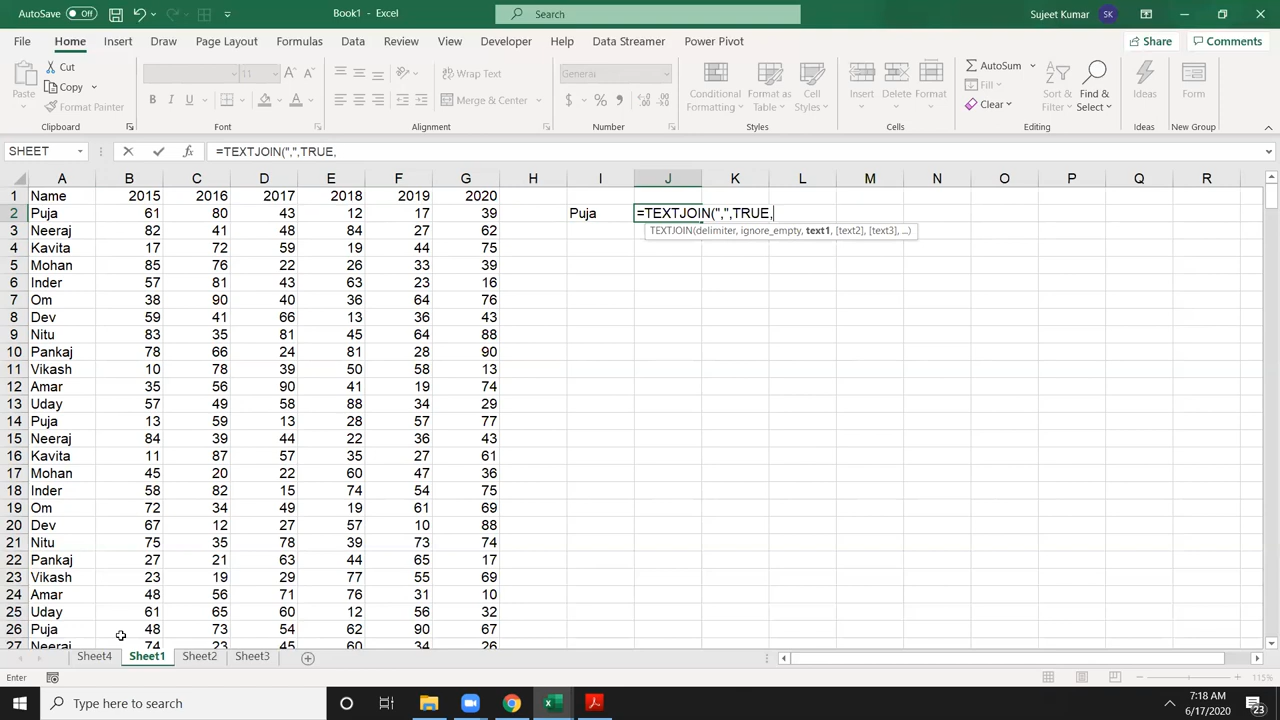 AutoSave Off Book1 - Excel Search Sujeet Kumar SK
File Home Insert Draw Page Layout Formulas Data Review View Developer Help Data Streamer Power Pivot Share Comments
Paste Cut Copy Format Painter
11 Wrap Text Merge & Center General
Conditional Formatting Format as Table Cell Styles Insert Delete Format
AutoSum Fill Clear Sort & Filter Find & Select Ideas Form
Clipboard Font Alignment Number Styles Cells Editing Ideas New Group
SHEET =TEXTJOIN(",",TRUE,
A B C D E F G H I J K L M N O P Q R
1 Name 2015 2016 2017 2018 2019 2020
2 Puja 61 80 43 12 17 39 Puja =TEXTJOIN(",",TRUE,
3 Neeraj 82 41 48 84 27 62 TEXTJOIN(delimiter, ignore_empty, text1, [text2], [text3], ...)
4 Kavita 17 72 59 19 44 75
5 Mohan 85 76 22 26 33 39
6 Inder 57 81 43 63 23 16
7 Om 38 90 40 36 64 76
8 Dev 59 41 66 13 36 43
9 Nitu 83 35 81 45 64 88
10 Pankaj 78 66 24 81 28 90
11 Vikash 10 78 39 50 58 13
12 Amar 35 56 90 41 19 74
13 Uday 57 49 58 88 34 29
14 Puja 13 59 13 28 57 77
15 Neeraj 84 39 44 22 36 43
16 Kavita 11 87 57 35 27 61
17 Mohan 45 20 22 60 47 36
18 Inder 58 82 15 74 54 75
19 Om 72 34 49 19 61 69
20 Dev 67 12 27 57 10 88
21 Nitu 75 35 78 39 73 74
22 Pankaj 27 21 63 44 65 17
23 Vikash 23 19 29 77 55 69
24 Amar 48 56 71 76 31 10
25 Uday 61 65 60 12 56 32
26 Puja 48 73 54 62 90 67
27 Neeraj 74 23 45 60 34 26
Sheet4 Sheet1 Sheet2 Sheet3
Enter 115%
Type here to search 7:18 AM
6/17/2020 20